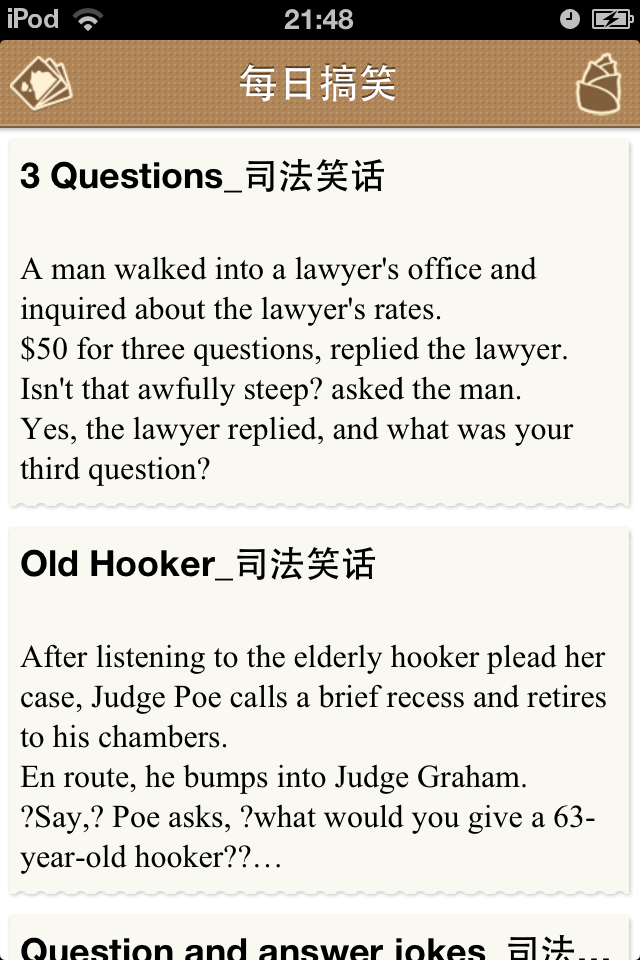 iPod 21:48
每日搞笑
3 Questions_司法笑话
A man walked into a lawyer's office and
inquired about the lawyer's rates.
$50 for three questions, replied the lawyer.
Isn't that awfully steep? asked the man.
Yes, the lawyer replied, and what was your
third question?
Old Hooker_司法笑话
After listening to the elderly hooker plead her
case, Judge Poe calls a brief recess and retires
to his chambers.
En route, he bumps into Judge Graham.
?Say,? Poe asks, ?what would you give a 63-
year-old hooker??…
Question and answer jokes_司法…